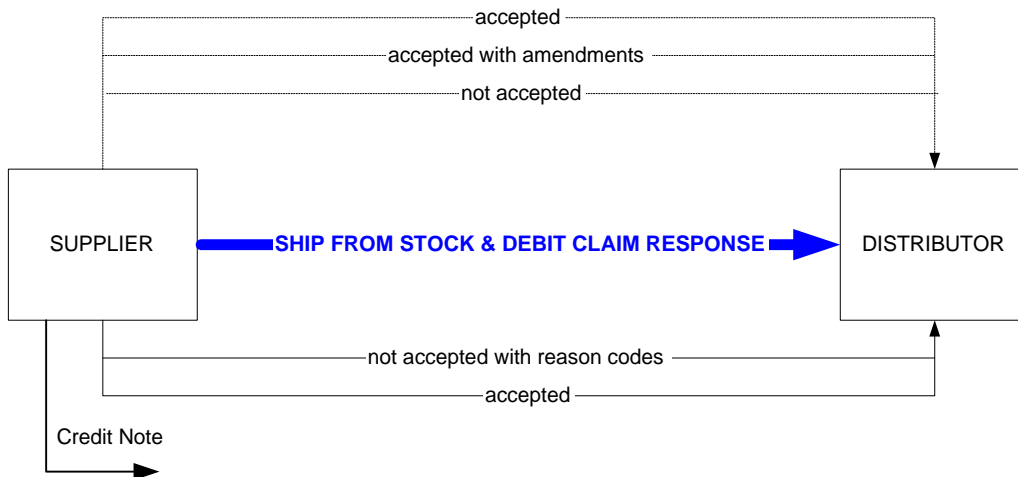 accepted
accepted with amendments
not accepted
SUPPLIER
SHIP FROM STOCK & DEBIT CLAIM RESPONSE
DISTRIBUTOR
not accepted with reason codes
accepted
Credit Note